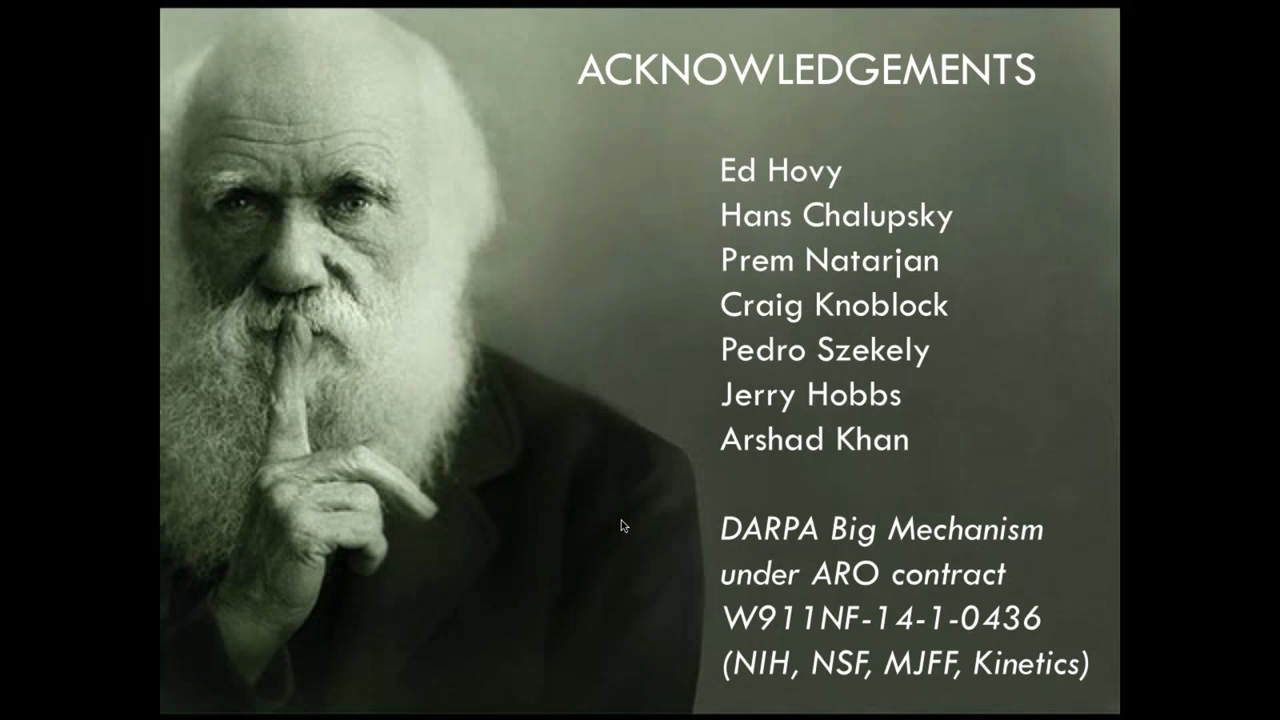 ACKNOWLEDGEMENTS
Ed Hovy
Hans Chalupsky
Prem Natarjan
Craig Knoblock
Pedro Szekely
Jerry Hobbs
Arshad Khan
DARPA Big Mechanism
under ARO contract
W911NF-14-1-0436
(NIH, NSF, MJFF, Kinetics)